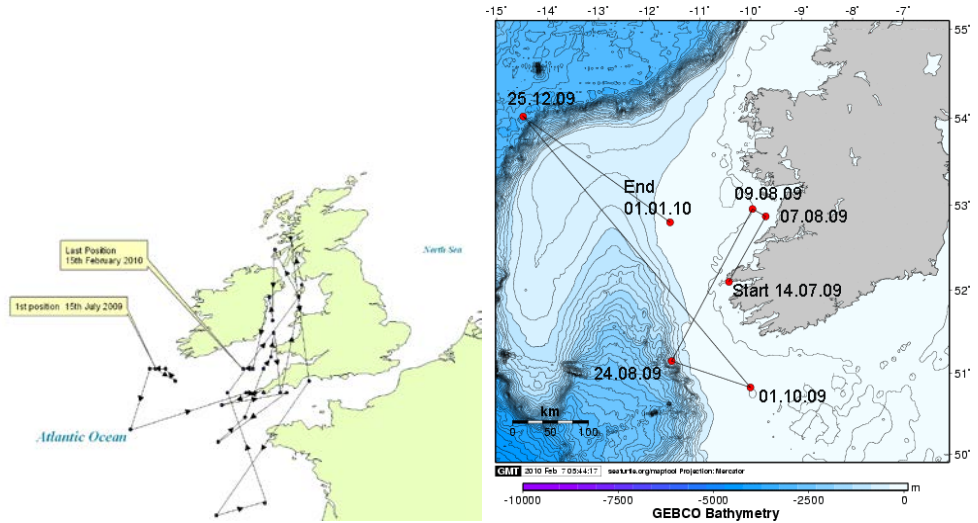 North Sea
Last Position
15th February 2010
1st position 15th July 2009
Atlantic Ocean
-15° -14° -13° -12° -11° -10° -9° -8° -7°
55°
54°
53°
52°
51°
50°
25.12.09
End
01.01.10
09.08.09
07.08.09
Start 14.07.09
24.08.09
01.10.09
km
0 50 100
GMT 2010 Feb 7 05:44:17 seaturtle.org/maptool Projection: Mercator
-10000 -7500 -5000 -2500 0 m
GEBCO Bathymetry